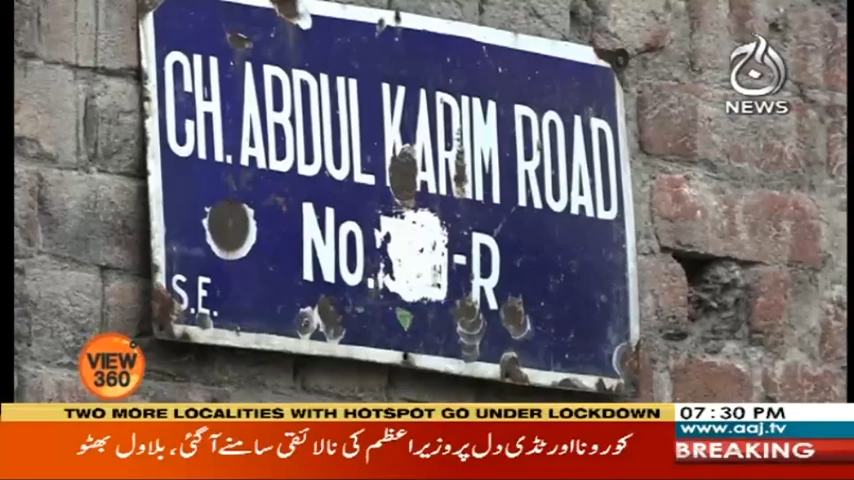 آج
NEWS
CH. ABDUL KARIM ROAD
No. -R
S.E.
VIEW
360
TWO MORE LOCALITIES WITH HOTSPOT GO UNDER LOCKDOWN
07:30 PM
www.aaj.tv
کورونا اور ٹڈی دل پر وزیراعظم کی نالائقی سامنے آگئی، بلاول بھٹو
BREAKING